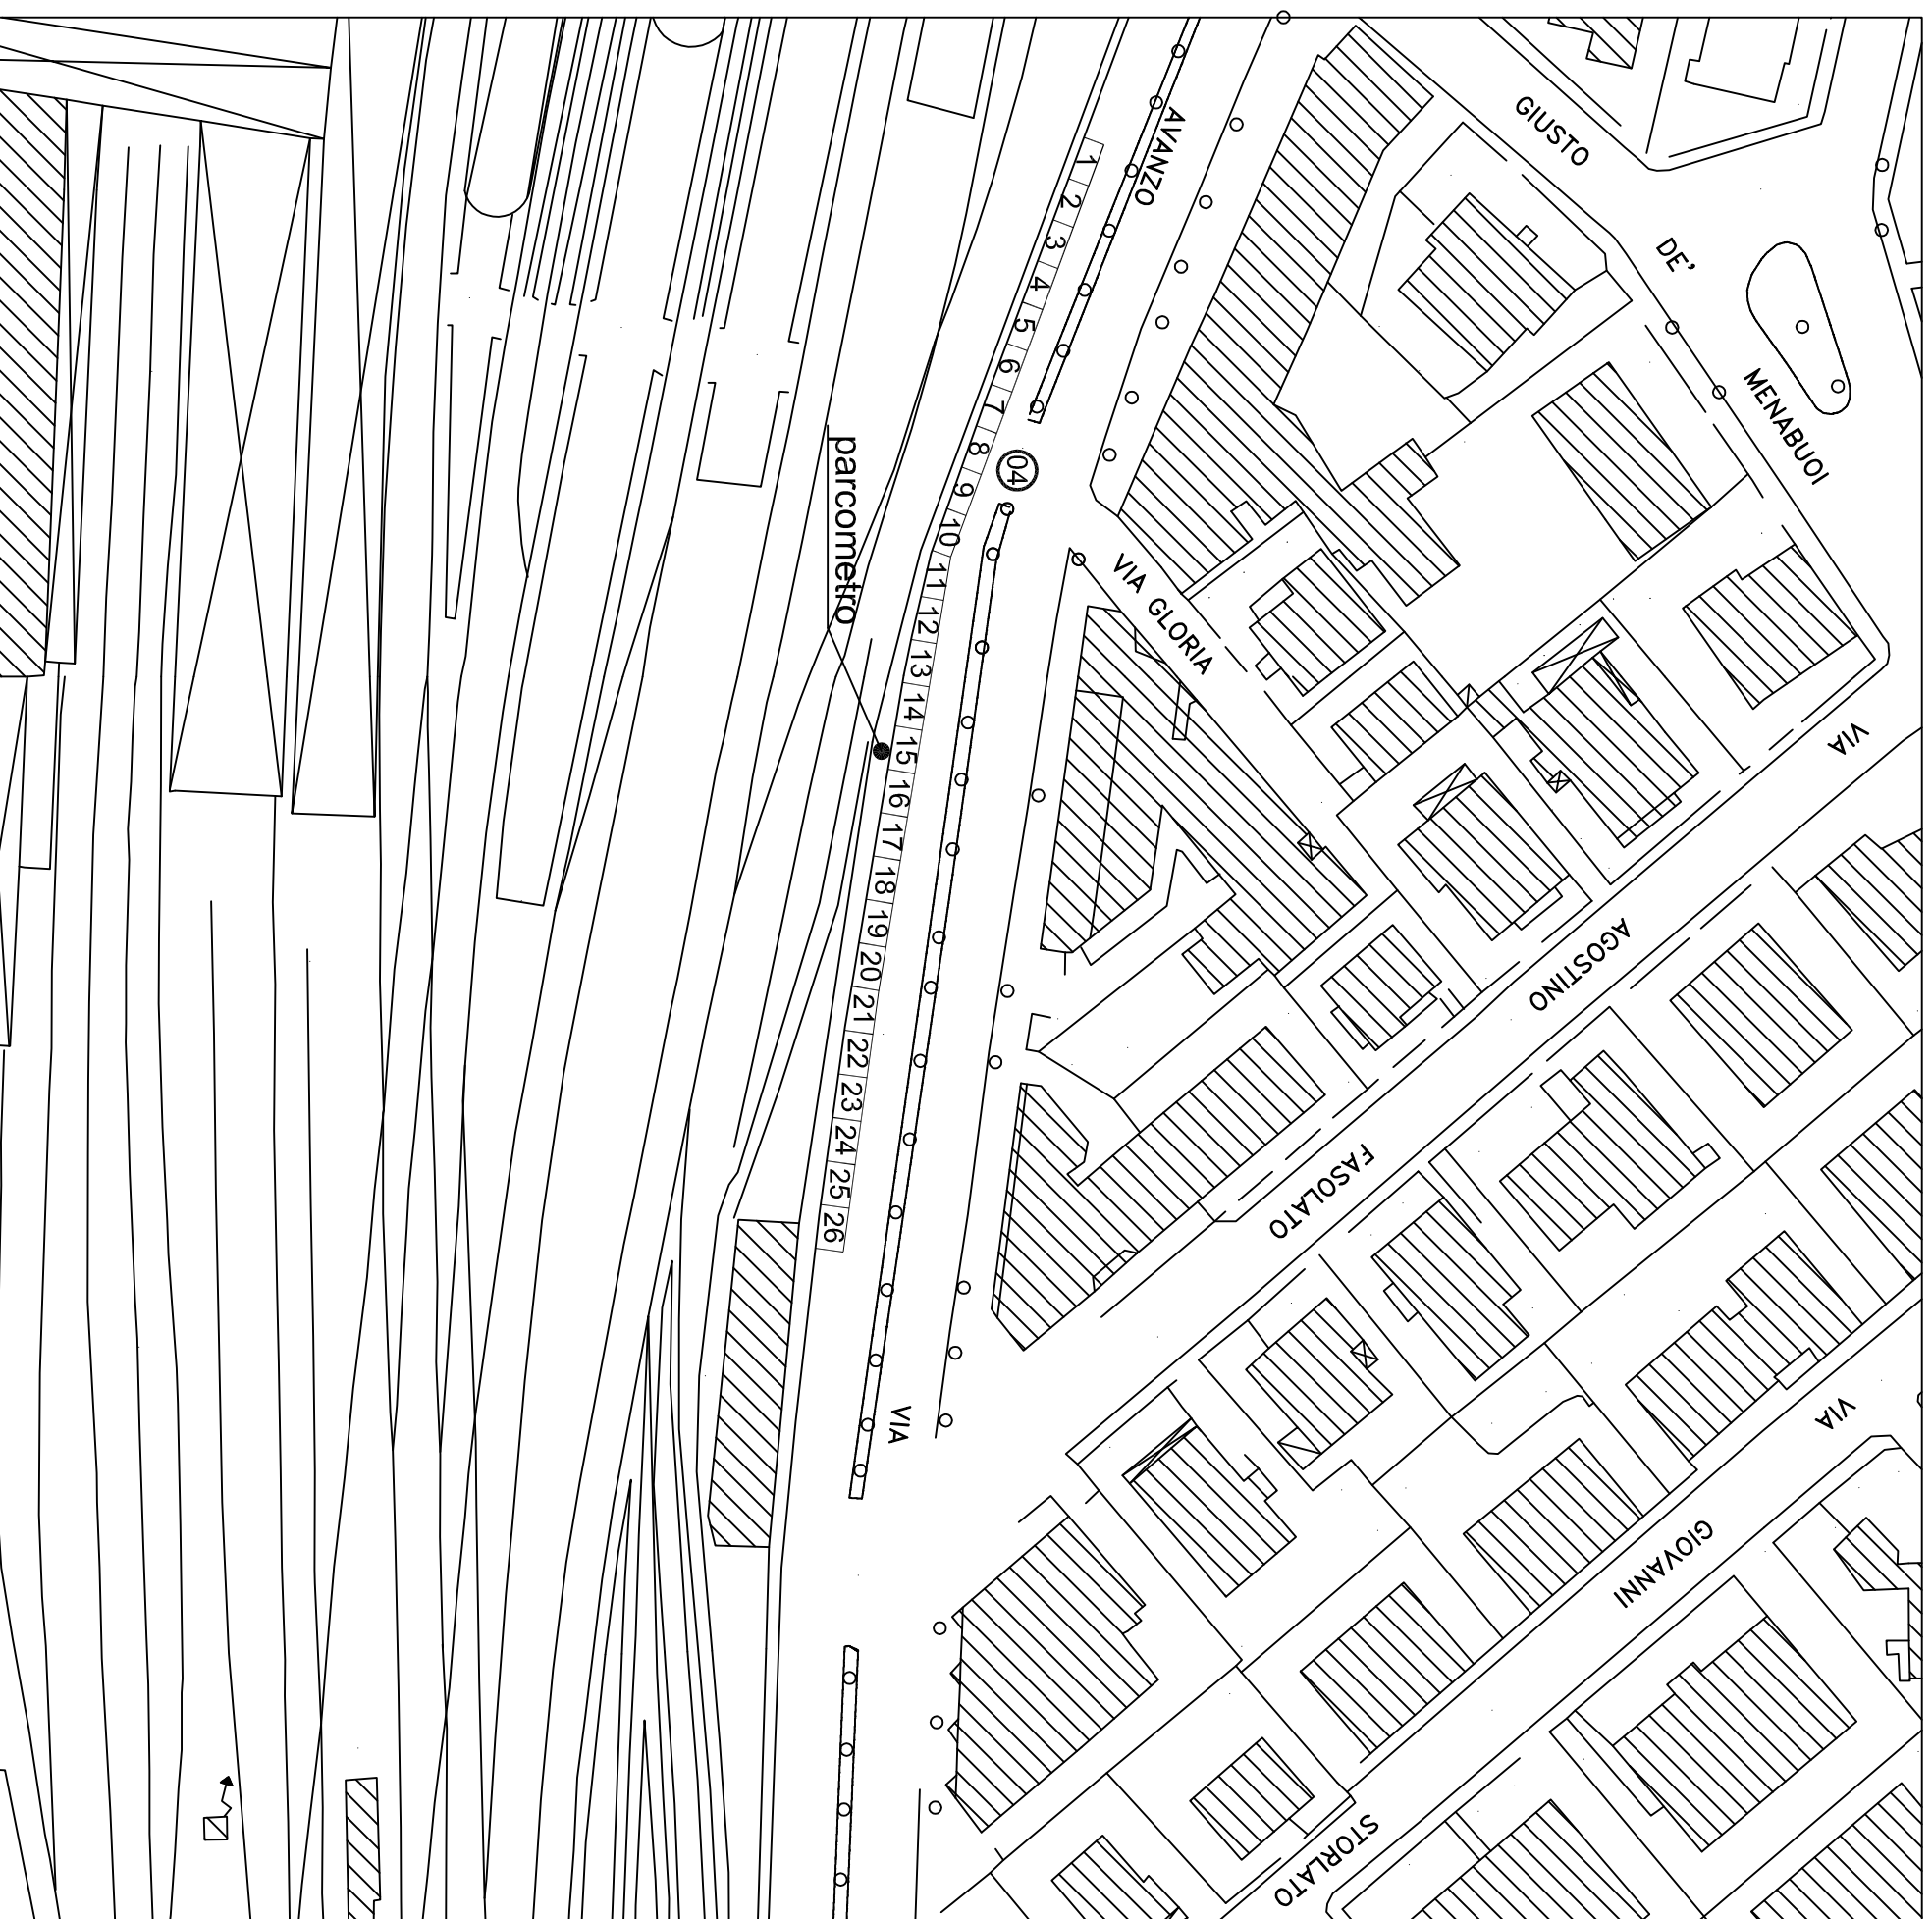 GIUSTO
DE'
MENABUOI
AVANZO
1
2
3
4
5
6
7
8
9
10
11
12
13
14
15
16
17
18
19
20
21
22
23
24
25
26
04
parcometro
VIA GLORIA
VIA
AGOSTINO
FASOLATO
VIA
VIA
GIOVANNI
STORLATO